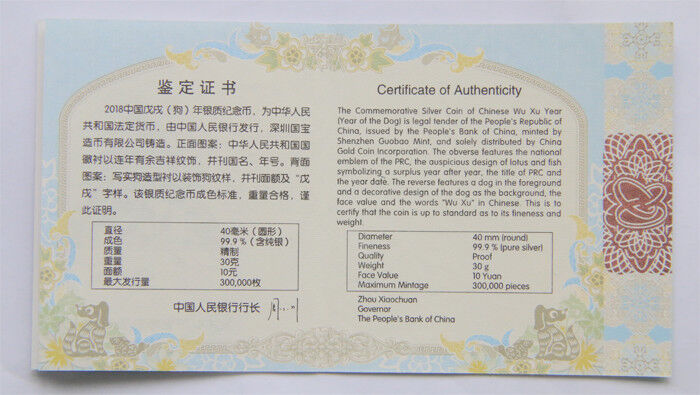 鉴定证书
2018中国戊戌（狗）年银质纪念币，为中华人民
共和国法定货币，由中国人民银行发行，深圳国宝
造币有限公司铸造。正面图案：中华人民共和国国
徽衬以连年有余吉祥纹饰，并刊国名、年号。背面
图案：写实狗造型衬以装饰狗纹样，并刊面额及“戊
戌”字样。该银质纪念币成色标准，重量合格，谨
此证明。
直径 40毫米（圆形）
成色 99.9％（含纯银）
质量 精制
重量 30克
面额 10元
最大发行量 300,000枚
中国人民银行行长
Certificate of Authenticity
The Commemorative Silver Coin of Chinese Wu Xu Year
(Year of the Dog) is legal tender of the People's Republic of
China, issued by the People's Bank of China, minted by
Shenzhen Guobao Mint, and solely distributed by China
Gold Coin Incorporation. The obverse features the national
emblem of the PRC, the auspicious design of lotus and fish
symbolizing a surplus year after year, the title of PRC and
the year date. The reverse features a dog in the foreground
and a decorative design of the dog as the background, the
face value and the words "Wu Xu" in Chinese. This is to
certify that the coin is up to standard as to its fineness and
weight.
Diameter 40 mm (round)
Fineness 99.9 % (pure silver)
Quality Proof
Weight 30 g
Face Value 10 Yuan
Maximum Mintage 300,000 pieces
Zhou Xiaochuan
Governor
The People's Bank of China